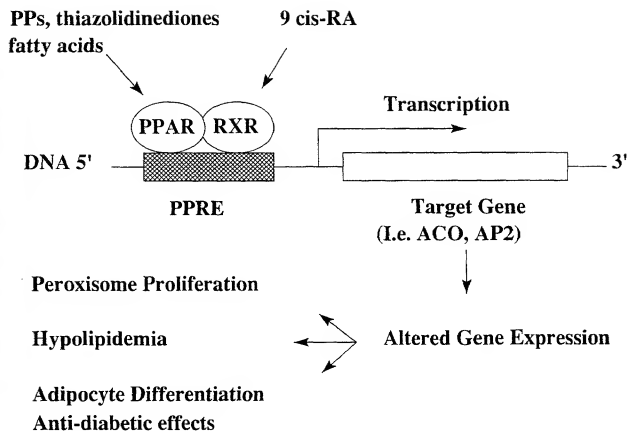 PPs, thiazolidinediones
fatty acids
9 cis-RA
PPAR
RXR
Transcription
DNA 5'
3'
PPRE
Target Gene
(I.e. ACO, AP2)
Peroxisome Proliferation
Hypolipidemia
Altered Gene Expression
Adipocyte Differentiation
Anti-diabetic effects